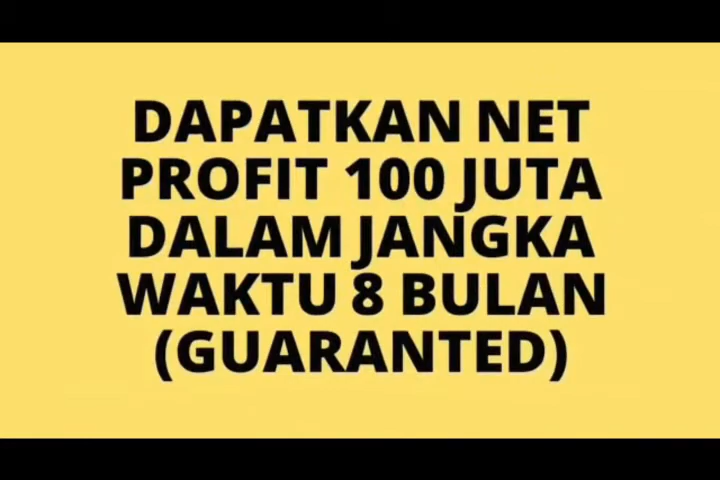 DAPATKAN NET
PROFIT 100 JUTA
DALAM JANGKA
WAKTU 8 BULAN
(GUARANTED)